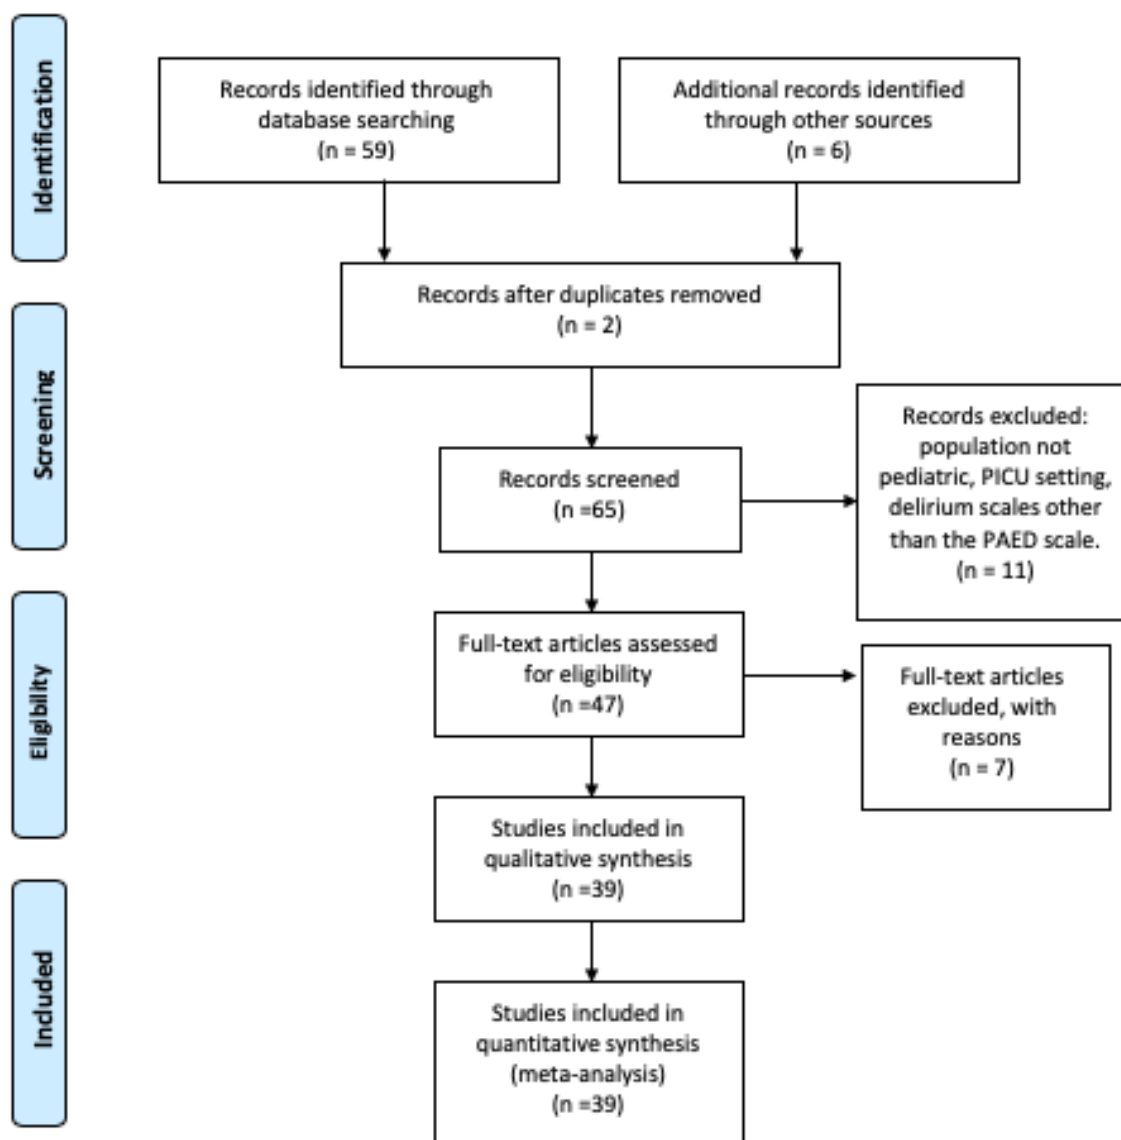 Identification
Records identified through
database searching
(n = 59)
Additional records identified
through other sources
(n = 6)
Records after duplicates removed
(n = 2)
Screening
Records screened
(n =65)
Records excluded:
population not
pediatric, PICU setting,
delirium scales other
than the PAED scale.
(n = 11)
Eligibility
Full-text articles assessed
for eligibility
(n =47)
Full-text articles
excluded, with
reasons
(n = 7)
Studies included in
qualitative synthesis
(n =39)
Included
Studies included in
quantitative synthesis
(meta-analysis)
(n =39)